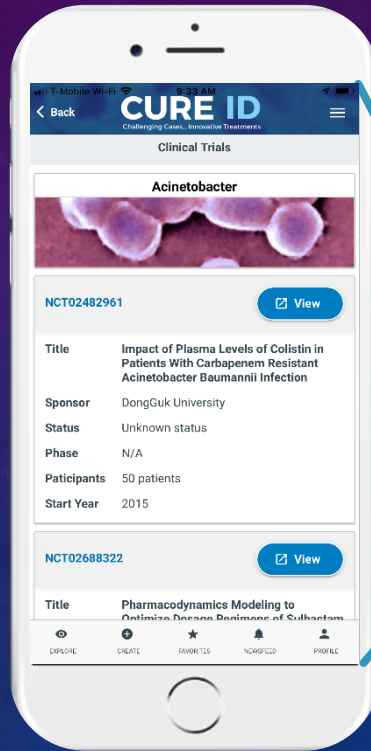 T-Mobile Wi-Fi 9:33 AM
Back
CURE ID
Challenging Cases.. Innovative Treatments
Clinical Trials
Acinetobacter
NCT02482961 View
Title Impact of Plasma Levels of Colistin in
Patients With Carbapenem Resistant
Acinetobacter Baumannii Infection
Sponsor DongGuk University
Status Unknown status
Phase N/A
Paticipants 50 patients
Start Year 2015
NCT02688322 View
Title Pharmacodynamics Modeling to
Optimize Dosage Regimens of Sulbactam
EXPLORE CREATE FAVORITES NEWSFEED PROFILE